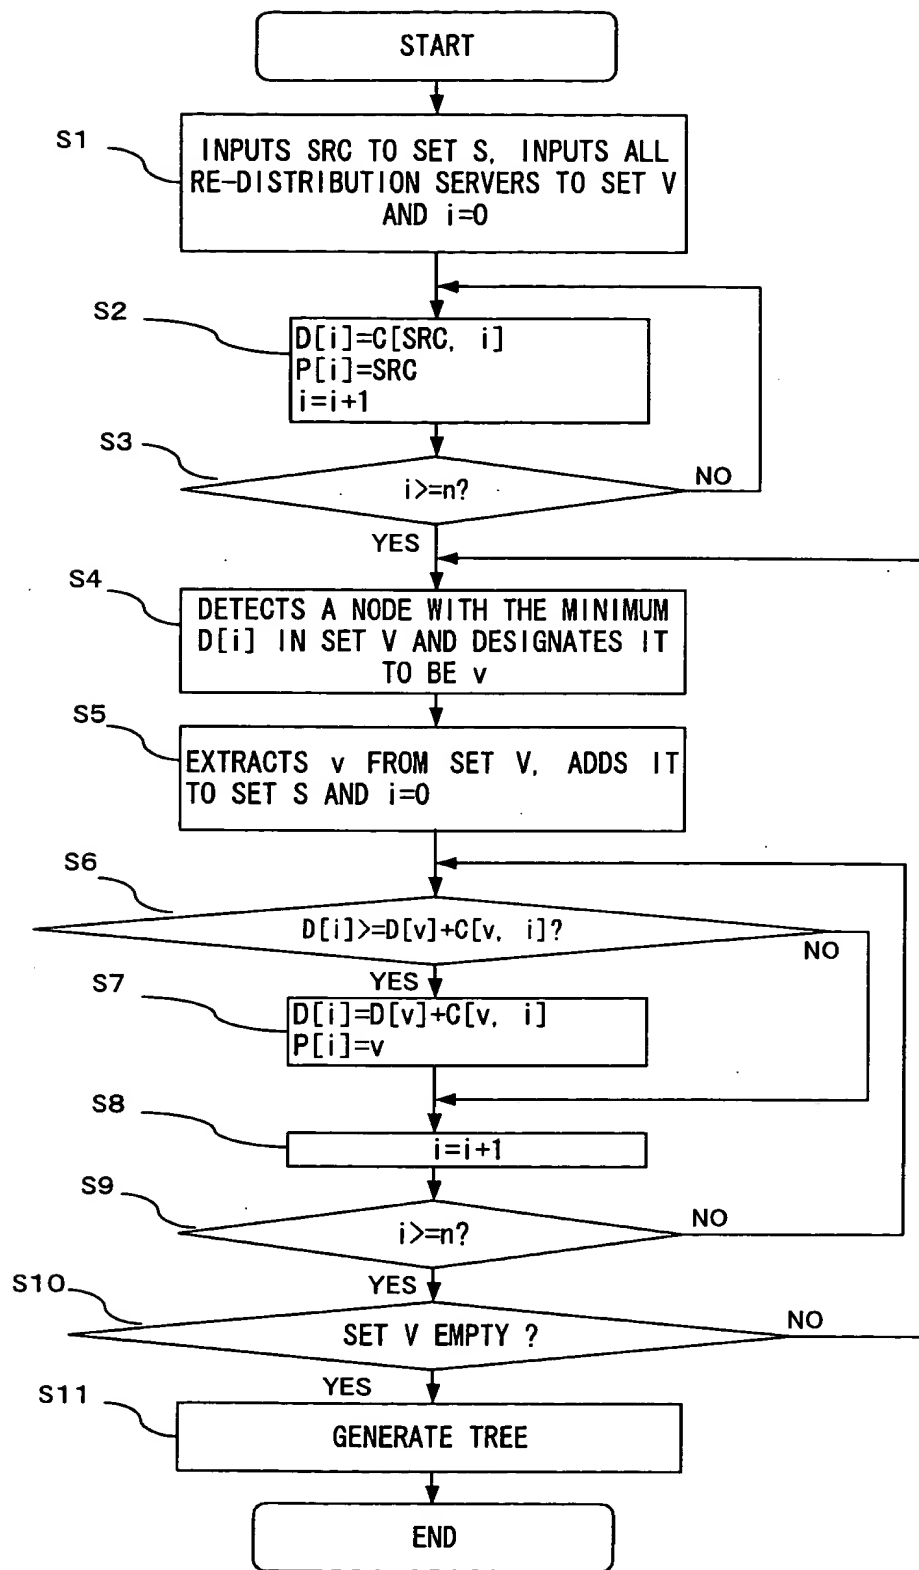 START
S1
INPUTS SRC TO SET S, INPUTS ALL
RE-DISTRIBUTION SERVERS TO SET V
AND i=0
S2
D[i]=C[SRC, i]
P[i]=SRC
i=i+1
S3
i>=n?
NO
YES
S4
DETECTS A NODE WITH THE MINIMUM
D[i] IN SET V AND DESIGNATES IT
TO BE v
S5
EXTRACTS v FROM SET V, ADDS IT
TO SET S AND i=0
S6
D[i]>=D[v]+C[v, i]?
NO
YES
S7
D[i]=D[v]+C[v, i]
P[i]=v
S8
i=i+1
S9
i>=n?
NO
YES
S10
SET V EMPTY ?
NO
YES
S11
GENERATE TREE
END